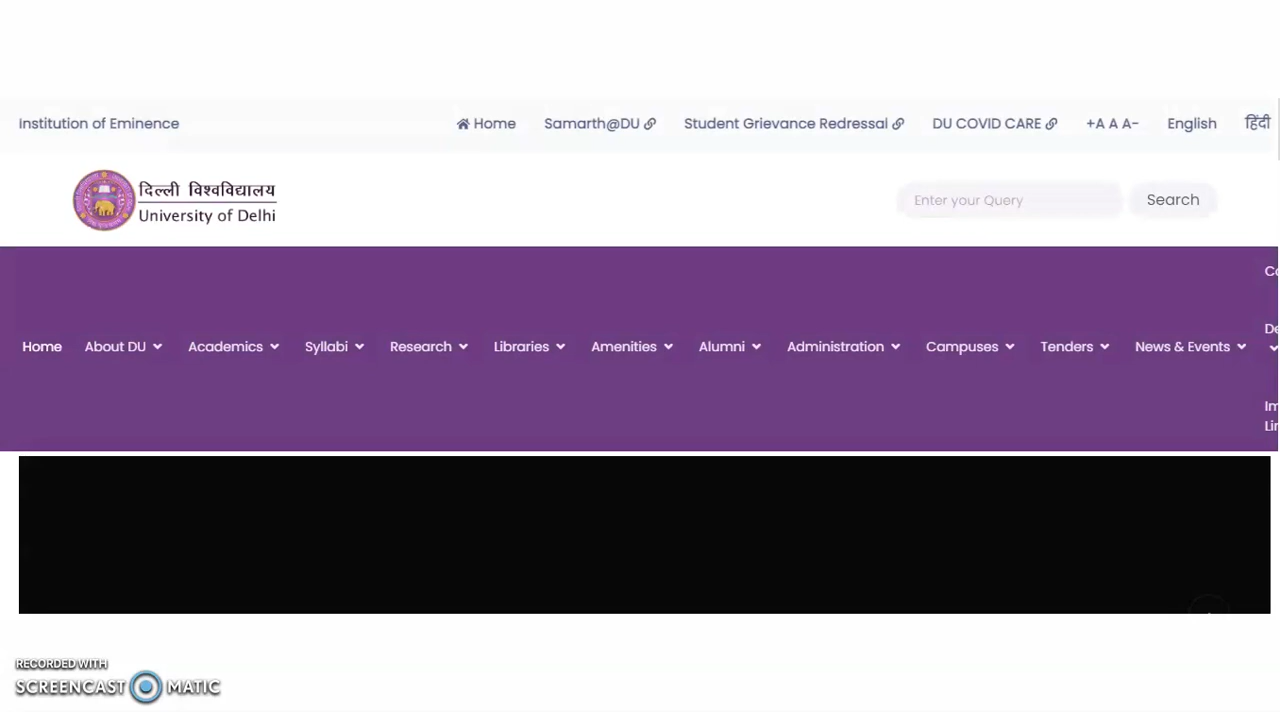 Institution of Eminence Home Samarth@DU Student Grievance Redressal DU COVID CARE +A A A- English हिंदी
दिल्ली विश्वविद्यालय
University of Delhi
Enter your Query Search
Home About DU Academics Syllabi Research Libraries Amenities Alumni Administration Campuses Tenders News & Events
RECORDED WITH
SCREENCAST MATIC